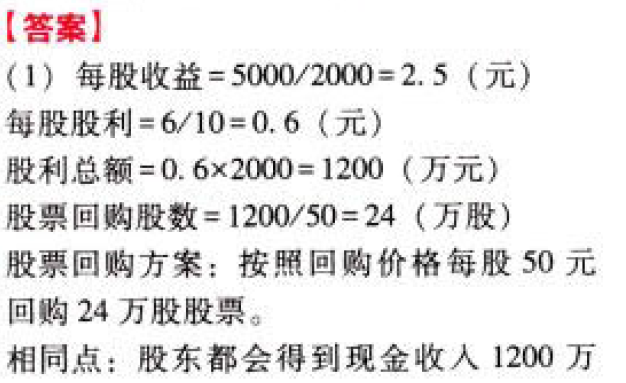 【答案】
（1）每股收益=5000/2000=2.5（元）
每股股利=6/10=0.6（元）
股利总额=0.6×2000=1200（万元）
股票回购股数=1200/50=24（万股）
股票回购方案：按照回购价格每股 50 元
回购 24 万股股票。
相同点：股东都会得到现金收入 1200 万